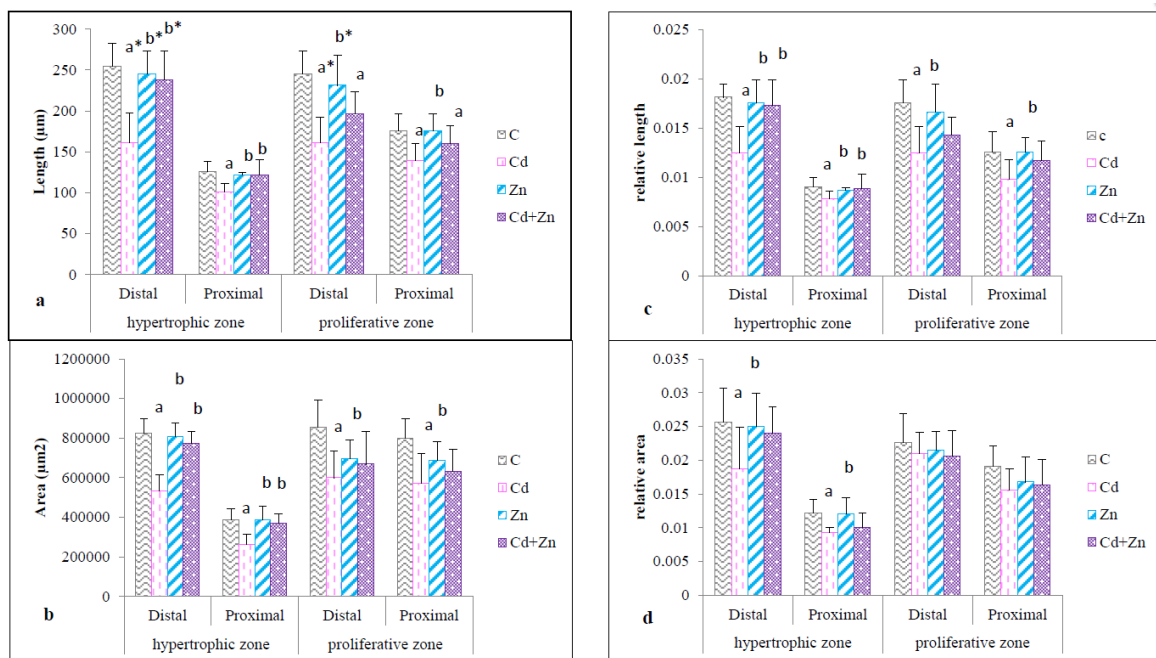 300
250
200
150
100
50
0
Length (µm)
a* b* b*
a b b
a* b* a
a b a
C
Cd
Zn
Cd+Zn
Distal Proximal Distal Proximal
hypertrophic zone proliferative zone
a
0.025
0.02
0.015
0.01
0.005
0
relative length
a b b
a b b
a b
a b
c
Cd
Zn
Cd+Zn
Distal Proximal Distal Proximal
hypertrophic zone proliferative zone
c
1200000
1000000
800000
600000
400000
200000
0
Area (µm2)
a b b
a b b
a b
a b
C
Cd
Zn
Cd+Zn
Distal Proximal Distal Proximal
hypertrophic zone proliferative zone
b
0.035
0.03
0.025
0.02
0.015
0.01
0.005
0
relative area
a b
a b
C
Cd
Zn
Cd+Zn
Distal Proximal Distal Proximal
hypertrophic zone proliferative zone
d